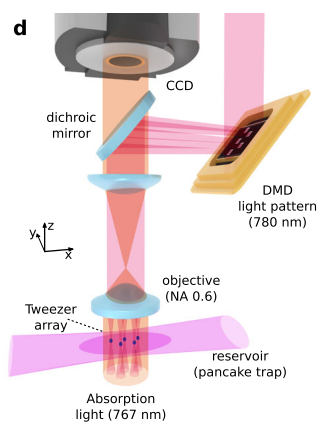 d
CCD
dichroic
mirror
DMD
light pattern
(780 nm)
z
y
x
objective
(NA 0.6)
Tweezer
array
reservoir
(pancake trap)
Absorption
light (767 nm)